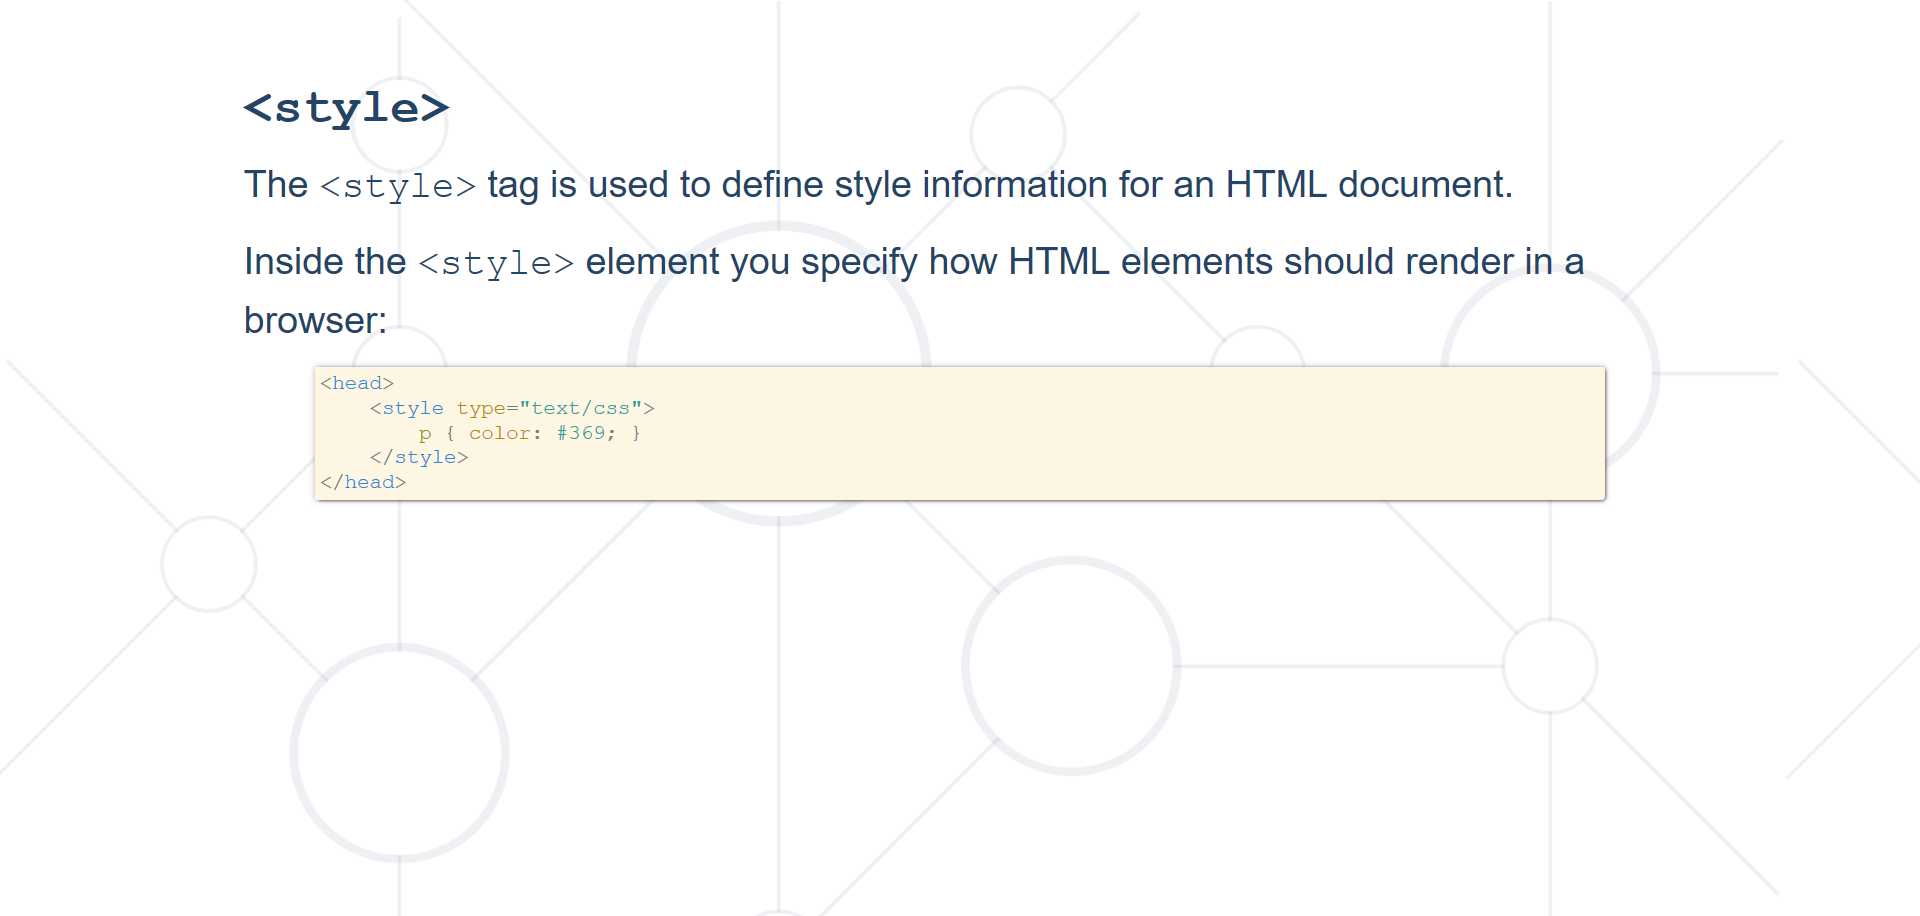 <style>
The <style> tag is used to define style information for an HTML document.
Inside the <style> element you specify how HTML elements should render in a
browser:
<head>
    <style type="text/css">
        p { color: #369; }
    </style>
</head>